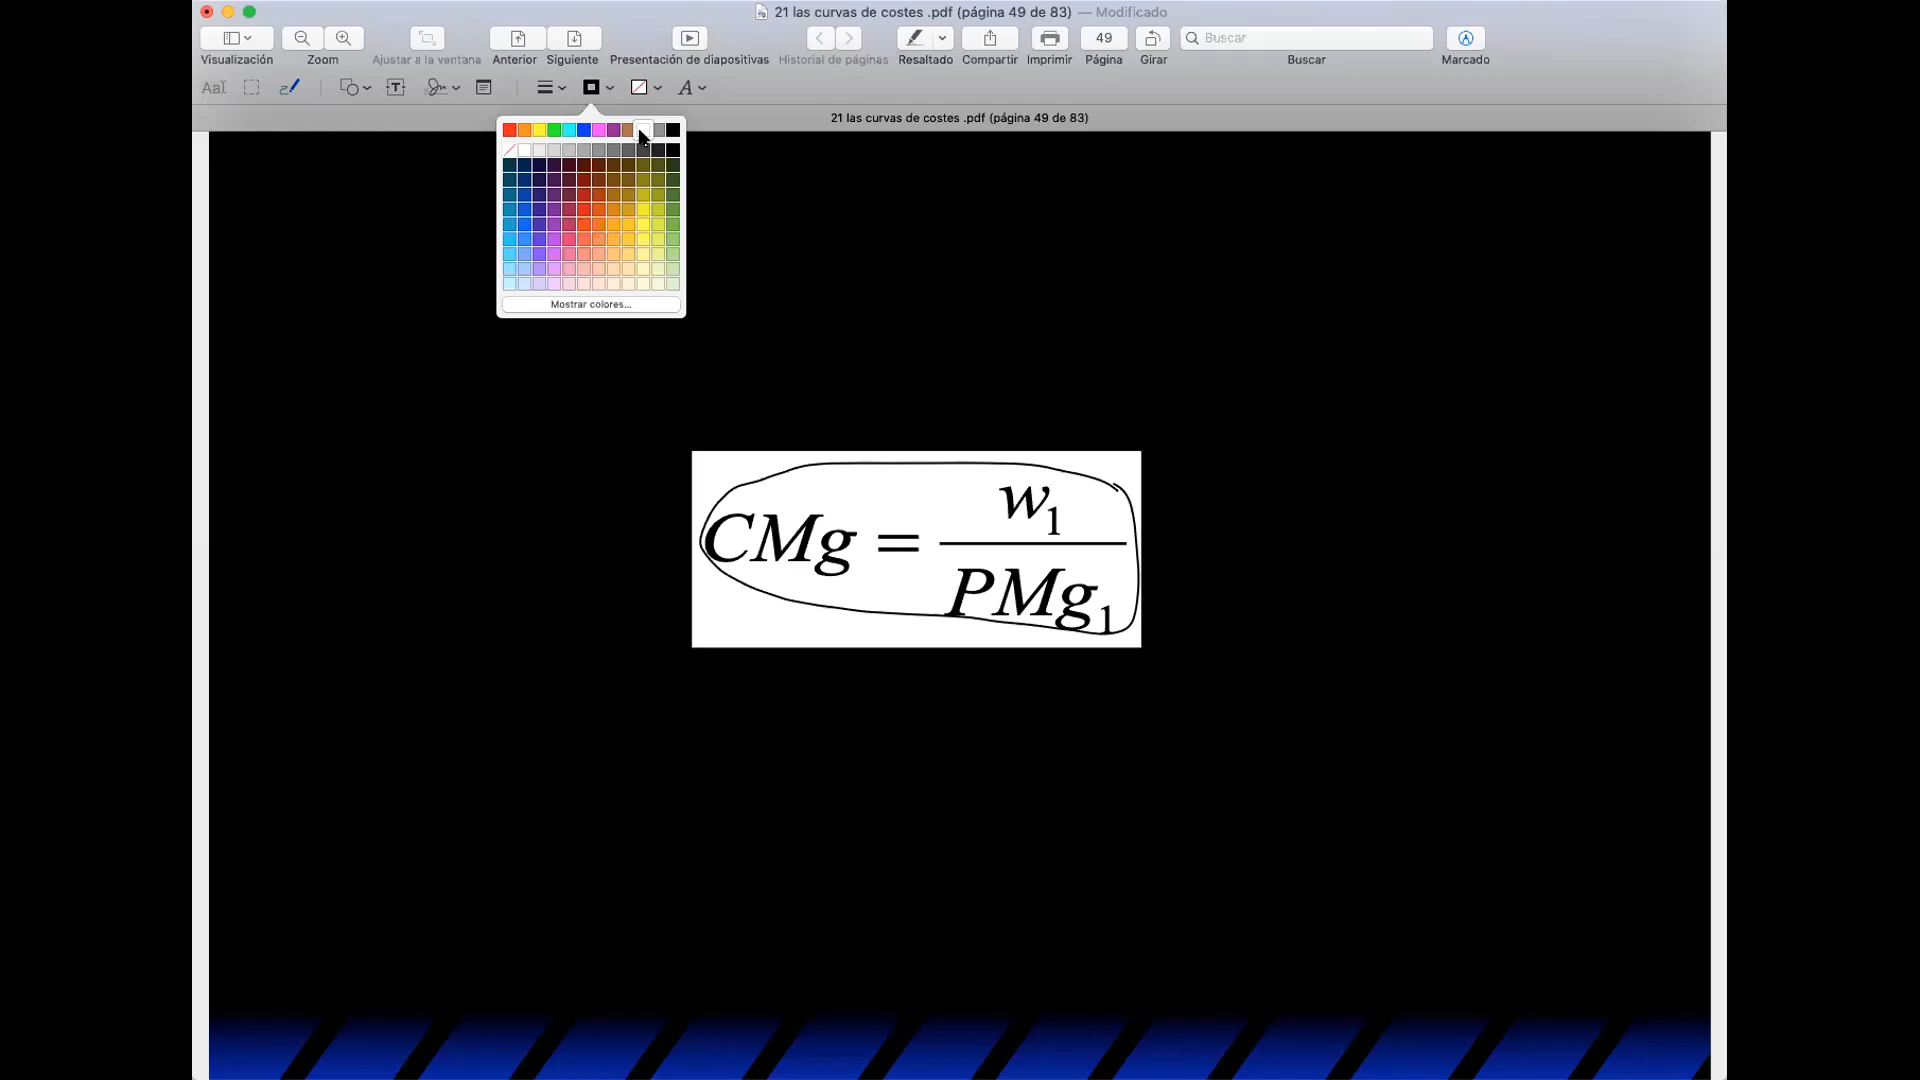 21 las curvas de costes .pdf (página 49 de 83) — Modificado
49
Buscar
Visualización
Zoom
Ajustar a la ventana
Anterior
Siguiente
Presentación de diapositivas
Historial de páginas
Resaltado
Compartir
Imprimir
Página
Girar
Buscar
Marcado
AaI
T
A
21 las curvas de costes .pdf (página 49 de 83)
Mostrar colores...
CMg = w₁ / PMg₁